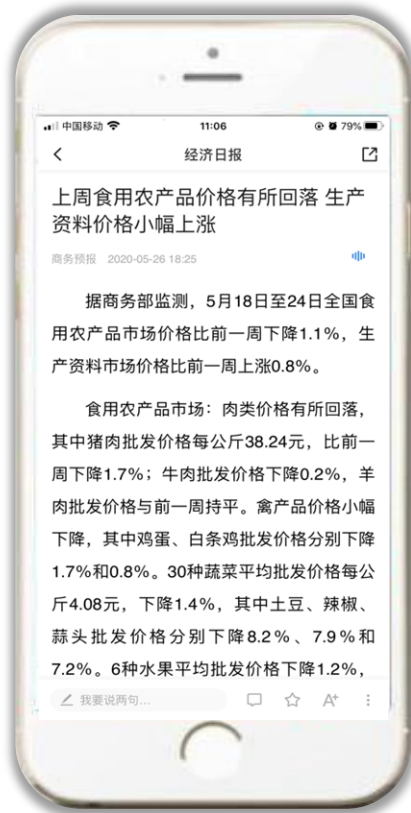 中国移动 11:06 79%
经济日报
上周食用农产品价格有所回落 生产
资料价格小幅上涨
商务预报 2020-05-26 18:25
据商务部监测，5月18日至24日全国食
用农产品市场价格比前一周下降1.1%，生
产资料市场价格比前一周上涨0.8%。
食用农产品市场：肉类价格有所回落，
其中猪肉批发价格每公斤38.24元，比前一
周下降1.7%；牛肉批发价格下降0.2%，羊
肉批发价格与前一周持平。禽产品价格小幅
下降，其中鸡蛋、白条鸡批发价格分别下降
1.7%和0.8%。30种蔬菜平均批发价格每公
斤4.08元，下降1.4%，其中土豆、辣椒、
蒜头批发价格分别下降8.2%、7.9%和
7.2%。6种水果平均批发价格下降1.2%，
我要说两句... A+